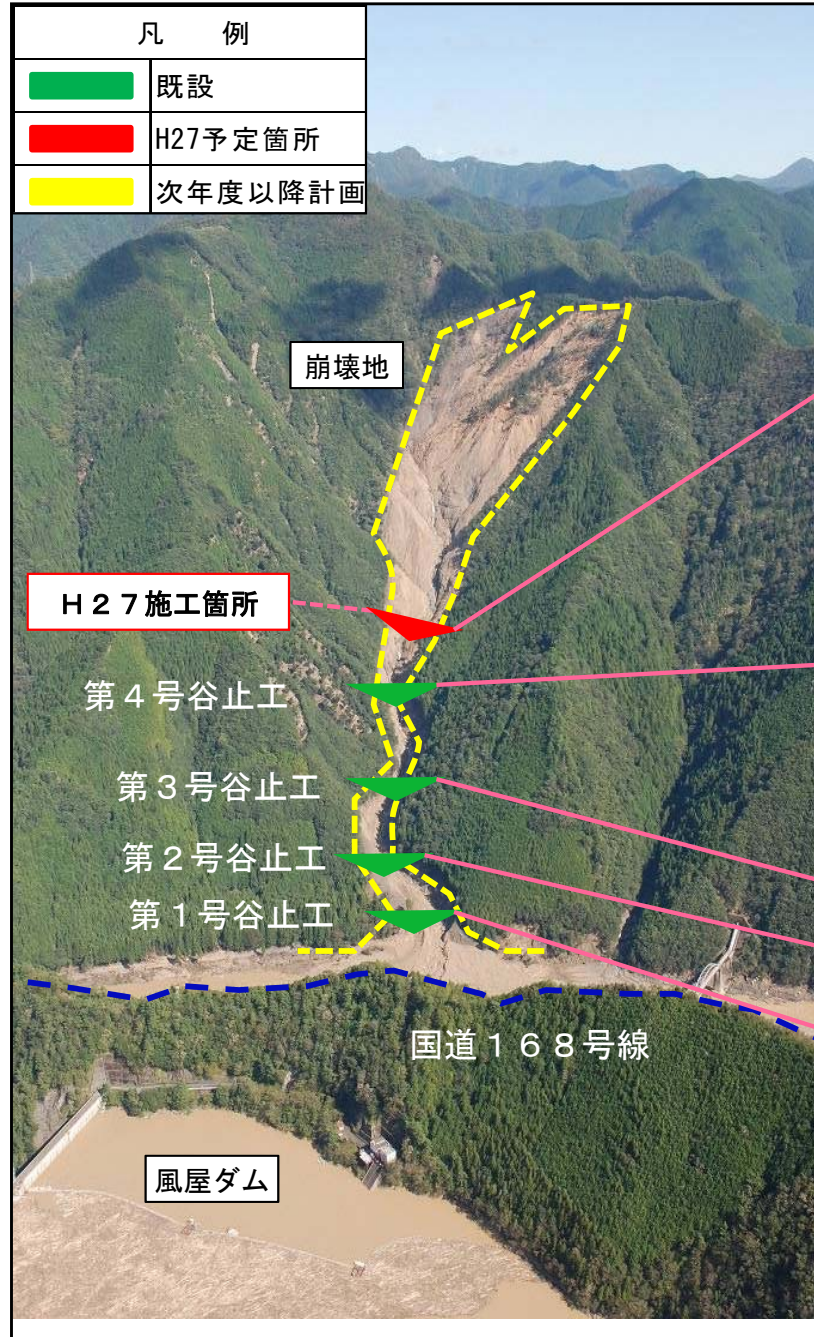 凡　例
既設
H27予定箇所
次年度以降計画
崩壊地
Ｈ２７施工箇所
第４号谷止工
第３号谷止工
第２号谷止工
第１号谷止工
国道１６８号線
風屋ダム